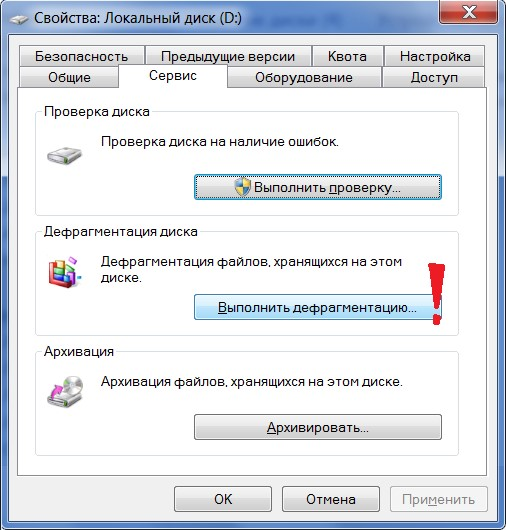 Свойства: Локальный диск (D:)
Безопасность Предыдущие версии Квота Настройка
Общие Сервис Оборудование Доступ
Проверка диска
Проверка диска на наличие ошибок.
Выполнить проверку...
Дефрагментация диска
Дефрагментация файлов, хранящихся на этом
диске.
Выполнить дефрагментацию...
!
Архивация
Архивация файлов, хранящихся на этом диске.
Архивировать...
OK Отмена Применить